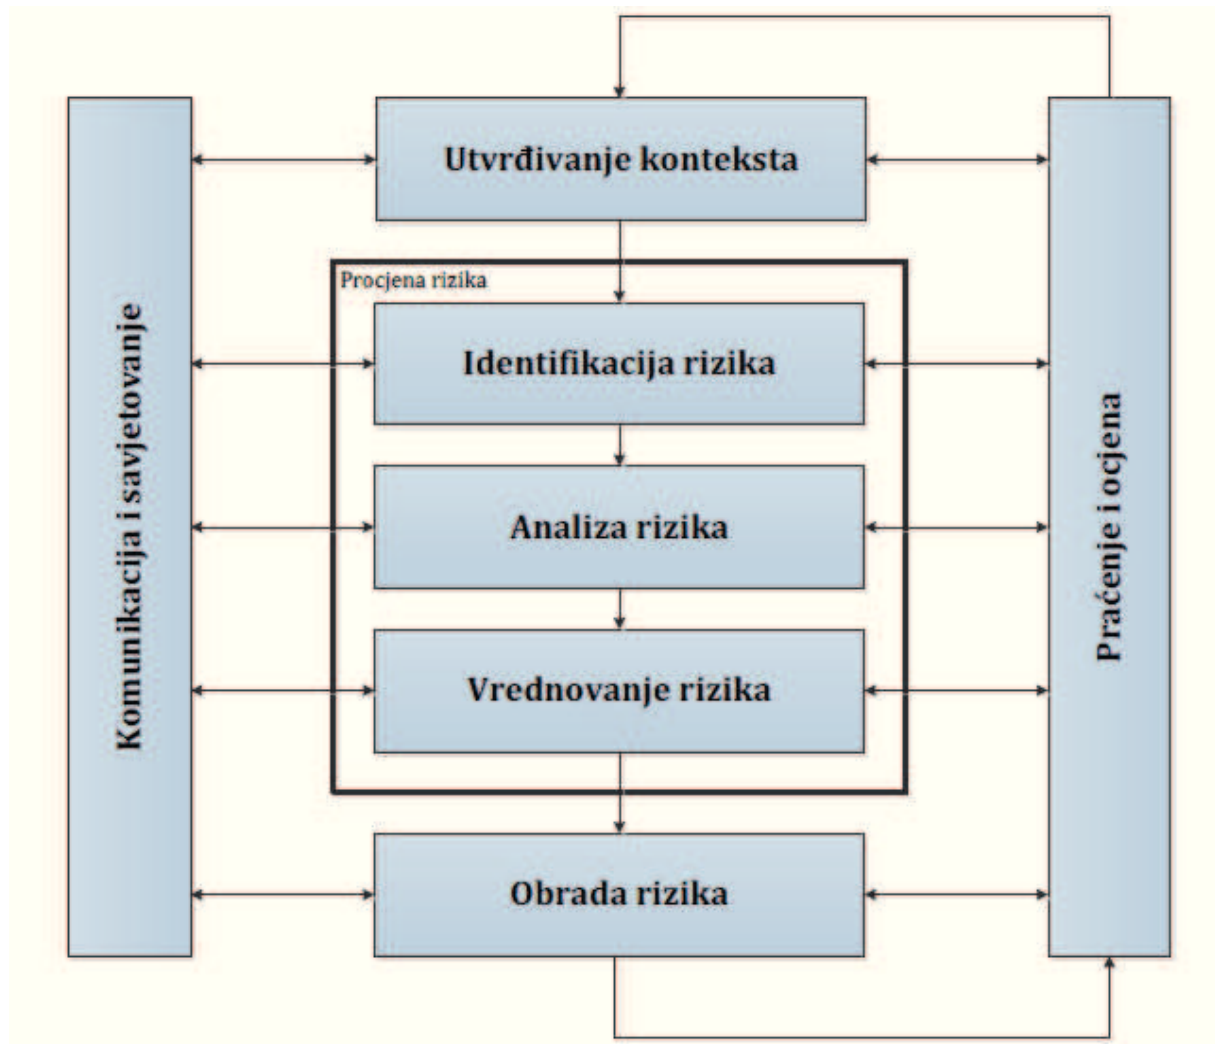 Utvrđivanje konteksta
Procjena rizika
Identifikacija rizika
Analiza rizika
Vrednovanje rizika
Obrada rizika
Komunikacija i savjetovanje
Praćenje i ocjena